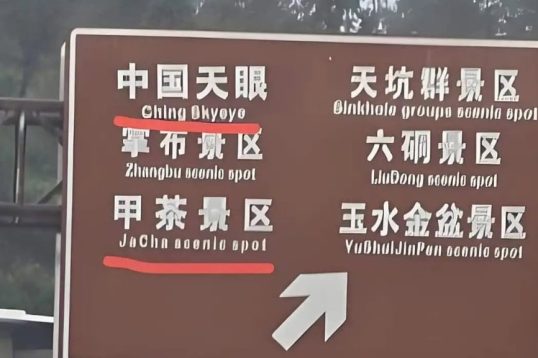 中国天眼
China Skyeye
掌布景区
Zhangbu scenic spot
甲茶景区
JaCha scenic spot
天坑群景区
Sinkhole groups scenic spot
六硐景区
LiuDong scenic spot
玉水金盆景区
YuShuiJinPen scenic spot